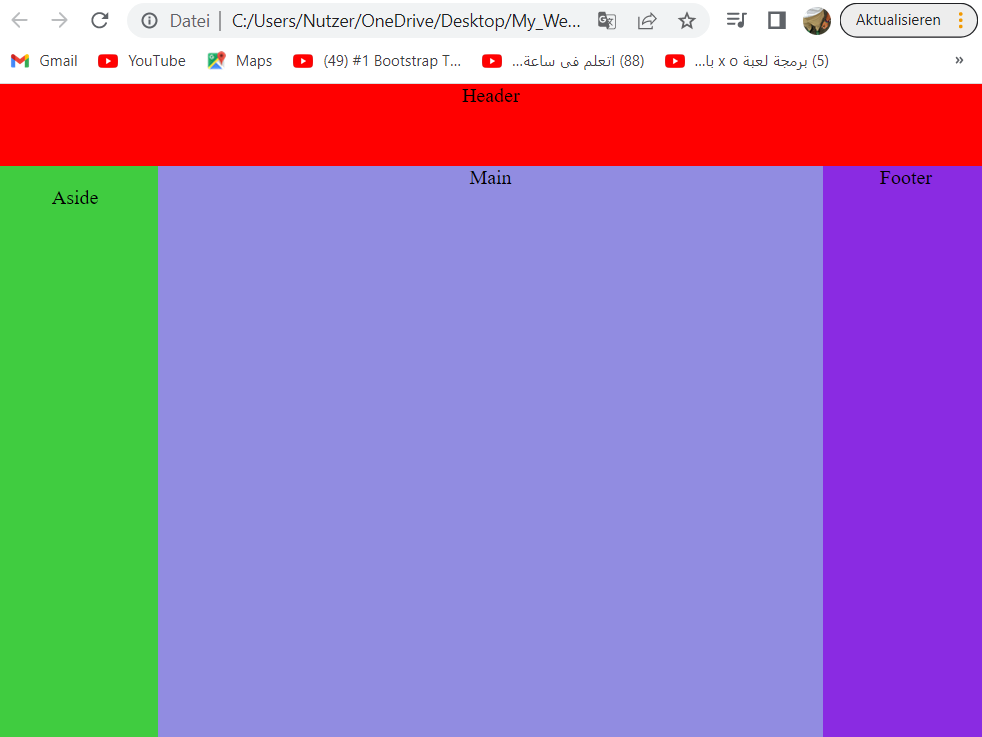 Datei | C:/Users/Nutzer/OneDrive/Desktop/My_We... Aktualisieren
Gmail YouTube Maps (49) #1 Bootstrap T... (88) اتعلم فى ساعة... (5) برمجة لعبة x o با... »
Header
Aside
Main
Footer